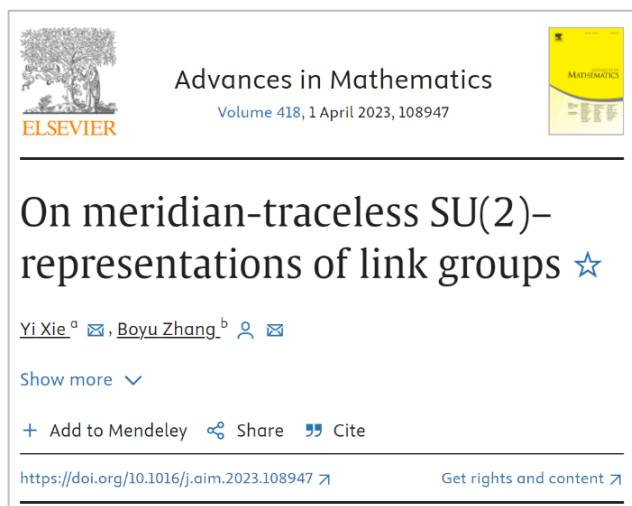 ELSEVIER
Advances in Mathematics
Volume 418, 1 April 2023, 108947
MATHEMATICS
On meridian-traceless SU(2)–
representations of link groups
Yi Xie a, Boyu Zhang b
Show more
Add to Mendeley Share Cite
https://doi.org/10.1016/j.aim.2023.108947
Get rights and content